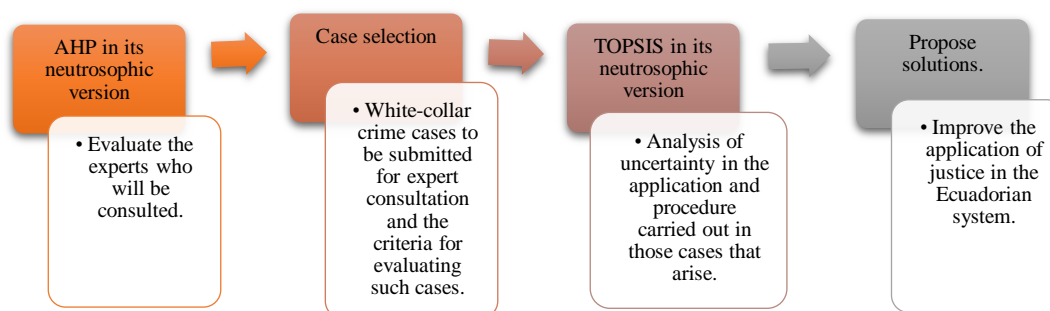 AHP in its
neutrosophic
version
• Evaluate the
experts who
will be
consulted.
Case selection
• White-collar
crime cases to
be submitted
for expert
consultation
and the
criteria for
evaluating
such cases.
TOPSIS in its
neutrosophic
version
• Analysis of
uncertainty in the
application and
procedure
carried out in
those cases that
arise.
Propose
solutions.
• Improve the
application of
justice in the
Ecuadorian
system.